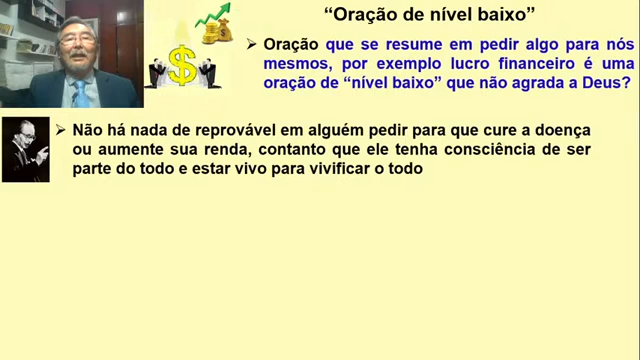 “Oração de nível baixo”
➢ Oração que se resume em pedir algo para nós
mesmos, por exemplo lucro financeiro é uma
oração de “nível baixo” que não agrada a Deus?
➢ Não há nada de reprovável em alguém pedir para que cure a doença
ou aumente sua renda, contanto que ele tenha consciência de ser
parte do todo e estar vivo para vivificar o todo